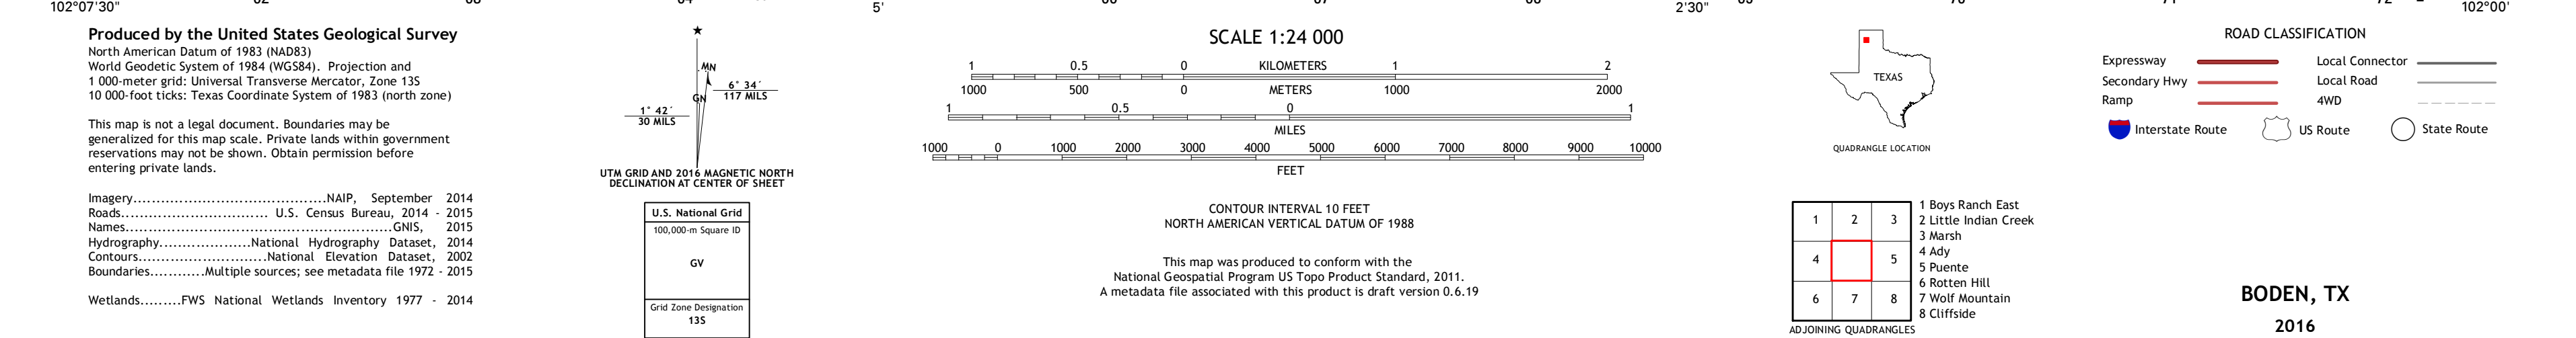 102°07'30"
5'
2'30"
102°00'
Produced by the United States Geological Survey
North American Datum of 1983 (NAD83)
World Geodetic System of 1984 (WGS84). Projection and
1 000-meter grid: Universal Transverse Mercator, Zone 13S
10 000-foot ticks: Texas Coordinate System of 1983 (north zone)
This map is not a legal document. Boundaries may be
generalized for this map scale. Private lands within government
reservations may not be shown. Obtain permission before
entering private lands.
Imagery..........................................NAIP, September 2014
Roads................................ U.S. Census Bureau, 2014 - 2015
Names..........................................................GNIS, 2015
Hydrography....................National Hydrography Dataset, 2014
Contours............................National Elevation Dataset, 2002
Boundaries...........Multiple sources; see metadata file 1972 - 2015
Wetlands.........FWS National Wetlands Inventory 1977 - 2014
MN
GN
6° 34´
117 MILS
1° 42´
30 MILS
UTM GRID AND 2016 MAGNETIC NORTH
DECLINATION AT CENTER OF SHEET
U.S. National Grid
100,000-m Square ID
GV
Grid Zone Designation
13S
SCALE 1:24 000
1 0.5 0 KILOMETERS 1 2
1000 500 0 METERS 1000 2000
1 0.5 0 1
MILES
1000 0 1000 2000 3000 4000 5000 6000 7000 8000 9000 10000
FEET
CONTOUR INTERVAL 10 FEET
NORTH AMERICAN VERTICAL DATUM OF 1988
This map was produced to conform with the
National Geospatial Program US Topo Product Standard, 2011.
A metadata file associated with this product is draft version 0.6.19
TEXAS
QUADRANGLE LOCATION
1 2 3
4 5
6 7 8
ADJOINING QUADRANGLES
1 Boys Ranch East
2 Little Indian Creek
3 Marsh
4 Ady
5 Puente
6 Rotten Hill
7 Wolf Mountain
8 Cliffside
ROAD CLASSIFICATION
Expressway
Local Connector
Secondary Hwy
Local Road
Ramp
4WD
Interstate Route
US Route
State Route
BODEN, TX
2016